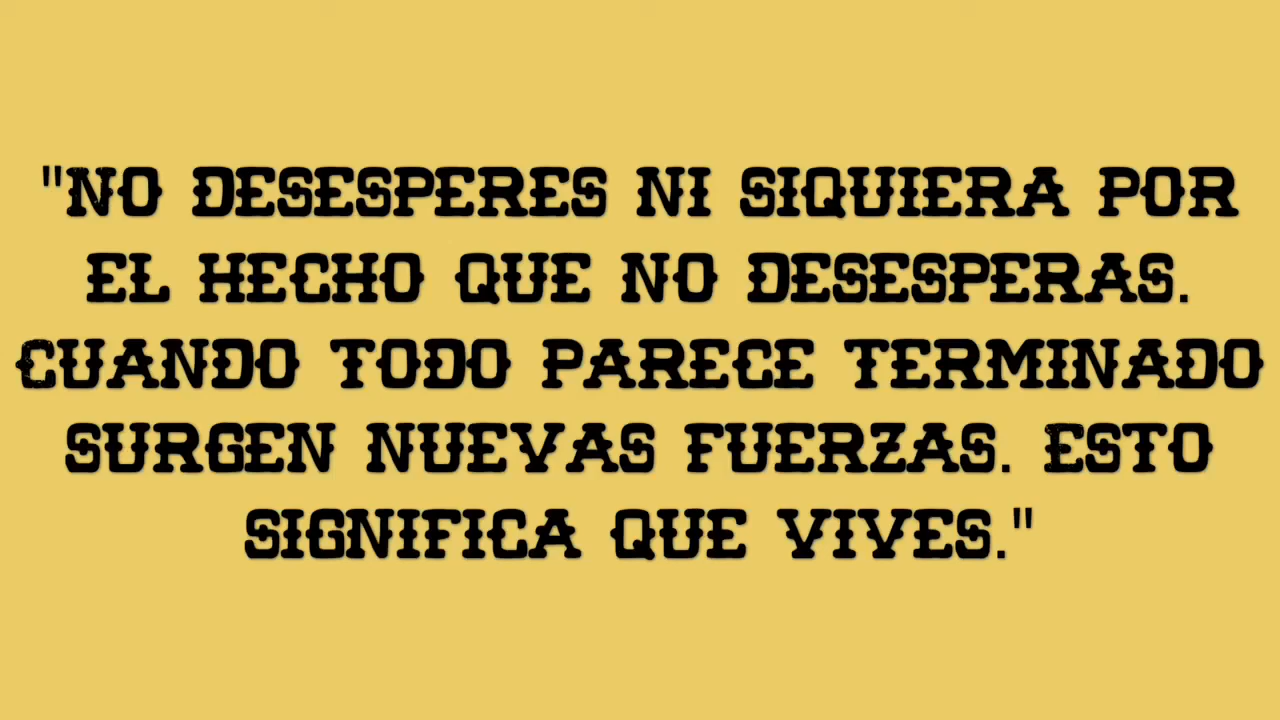 "NO DESESPERES NI SIQUIERA POR
EL HECHO QUE NO DESESPERAS.
CUANDO TODO PARECE TERMINADO
SURGEN NUEVAS FUERZAS. ESTO
SIGNIFICA QUE VIVES."